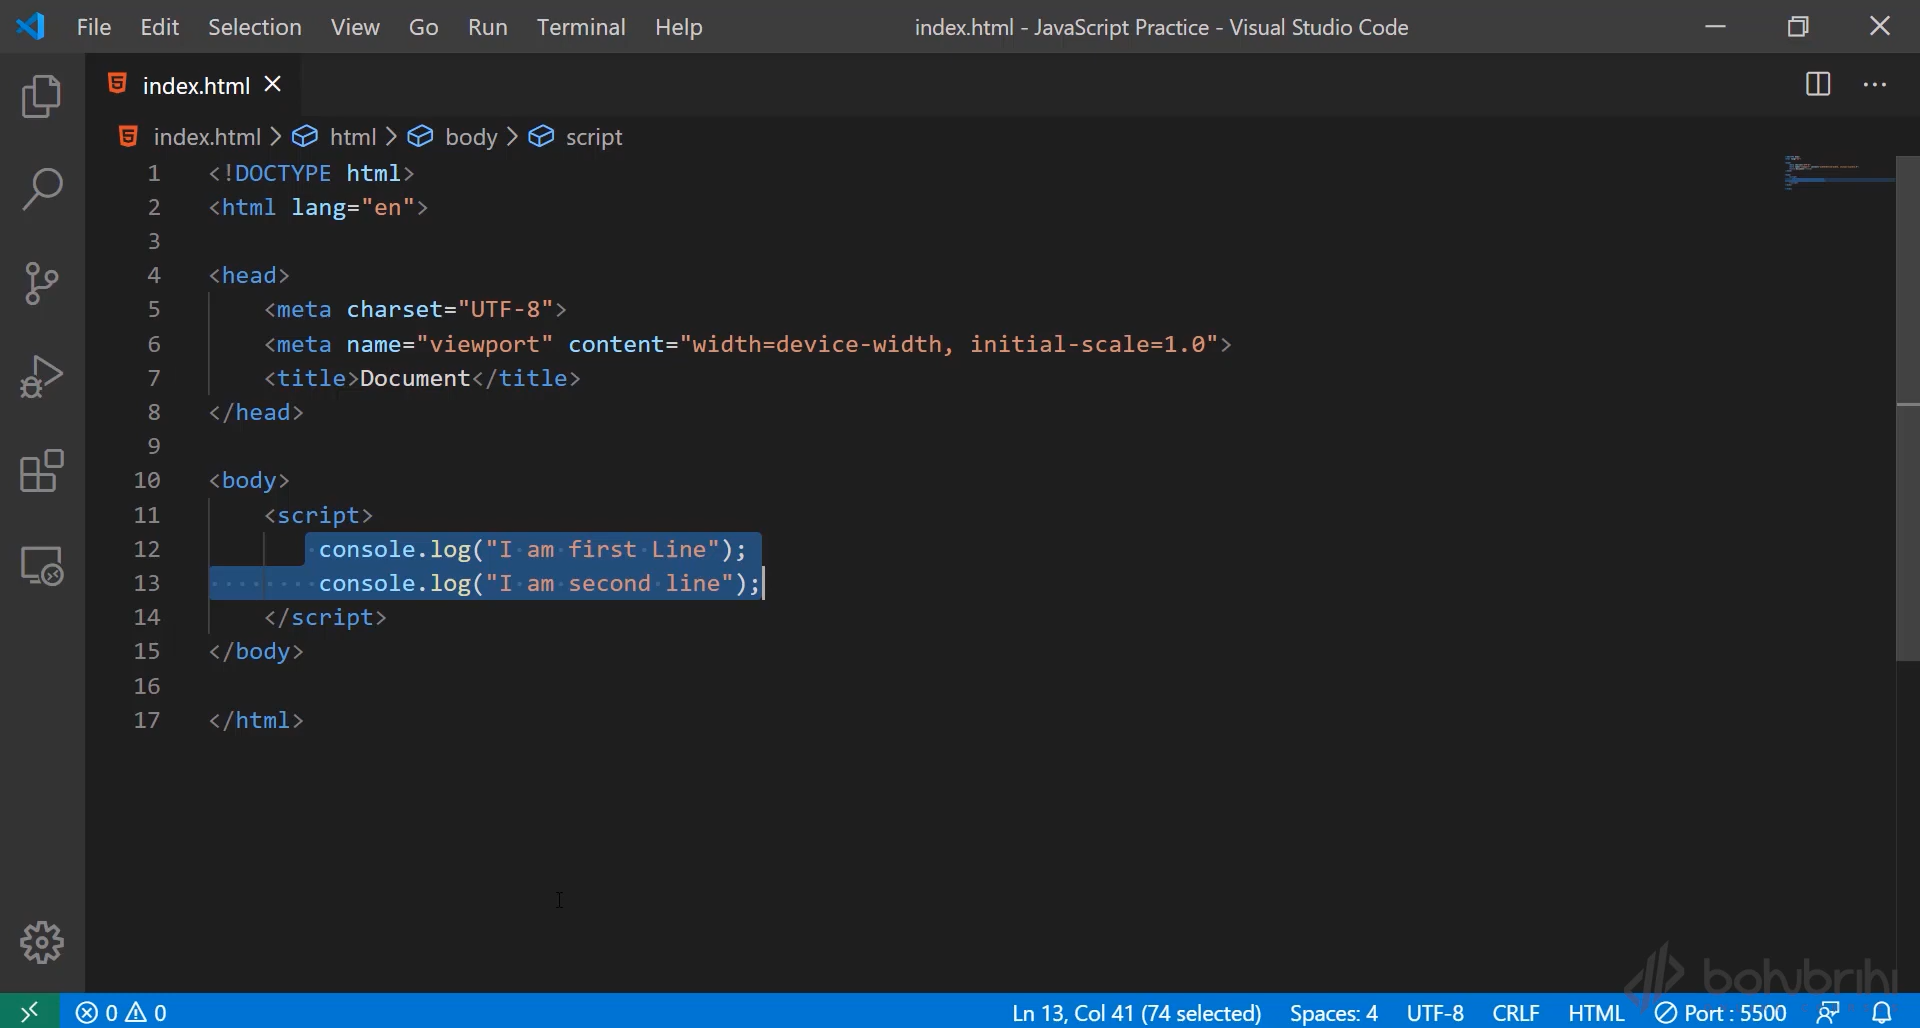 File Edit Selection View Go Run Terminal Help index.html - JavaScript Practice - Visual Studio Code
index.html
index.html > html > body > script
1 <!DOCTYPE html>
2 <html lang="en">
3
4 <head>
5 <meta charset="UTF-8">
6 <meta name="viewport" content="width=device-width, initial-scale=1.0">
7 <title>Document</title>
8 </head>
9
10 <body>
11 <script>
12 console.log("I am first Line");
13 console.log("I am second line");
14 </script>
15 </body>
16
17 </html>
bohubrihi
0 0 Ln 13, Col 41 (74 selected) Spaces: 4 UTF-8 CRLF HTML Port : 5500